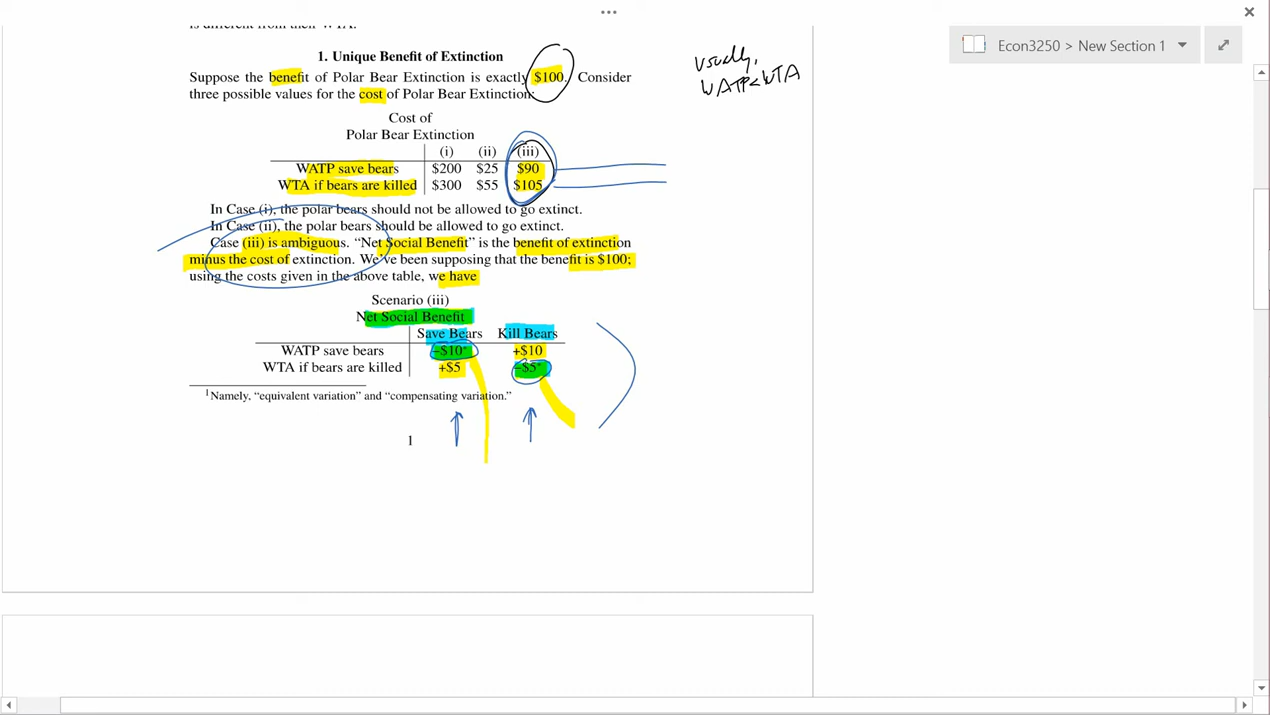 •••
Econ3250 > New Section 1
is different from their WTA.
1. Unique Benefit of Extinction
usually,
WATP<WTA
Suppose the benefit of Polar Bear Extinction is exactly $100. Consider
three possible values for the cost of Polar Bear Extinction:
Cost of
Polar Bear Extinction
(i) (ii) (iii)
WATP save bears $200 $25 $90
WTA if bears are killed $300 $55 $105
In Case (i), the polar bears should not be allowed to go extinct.
In Case (ii), the polar bears should be allowed to go extinct.
Case (iii) is ambiguous. “Net Social Benefit” is the benefit of extinction
minus the cost of extinction. We’ve been supposing that the benefit is $100;
using the costs given in the above table, we have
Scenario (iii)
Net Social Benefit
Save Bears Kill Bears
WATP save bears −$10* +$10
WTA if bears are killed +$5 −$5*
1Namely, “equivalent variation” and “compensating variation.”
1